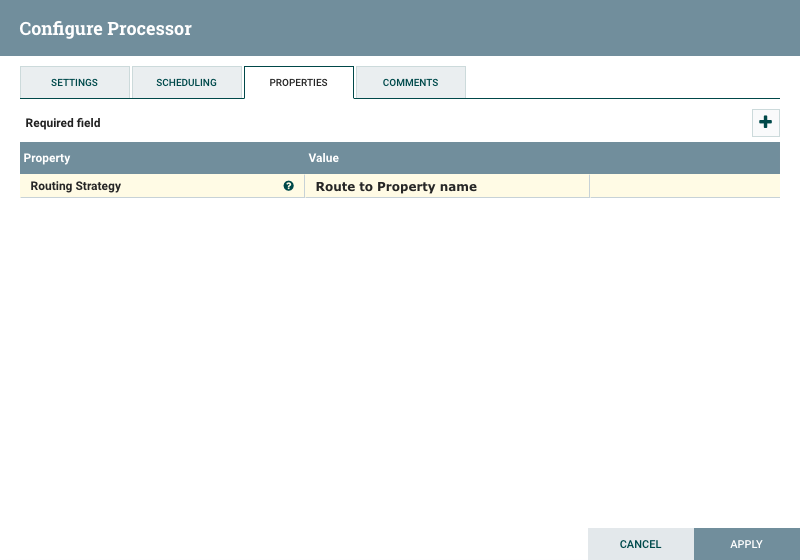 Configure Processor
SETTINGS SCHEDULING PROPERTIES COMMENTS
Required field
Property Value
Routing Strategy ? Route to Property name
CANCEL APPLY